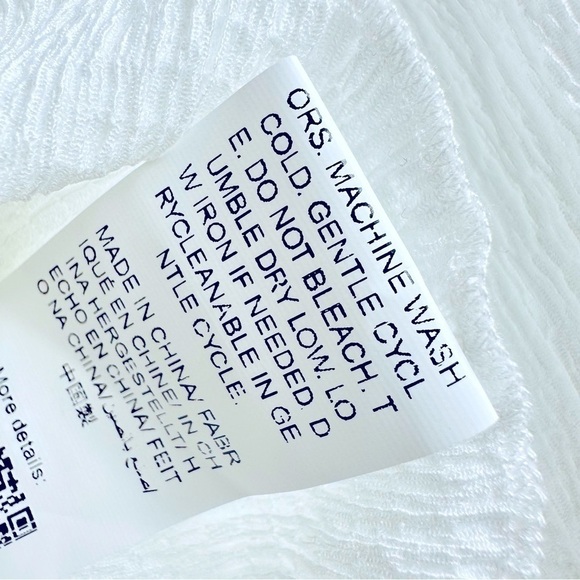 ORS. MACHINE WASH
COLD. GENTLE CYCL
E. DO NOT BLEACH. T
UMBLE DRY LOW. LO
W IRON IF NEEDED. D
RYCLEANABLE IN GE
NTLE CYCLE.
MADE IN CHINA/ FABR
IQUÉ EN CHINE/ IN CH
INA HERGESTELLT/ H
ECHO EN CHINA/ FEIT
O NA CHINA/
中国製
More details: